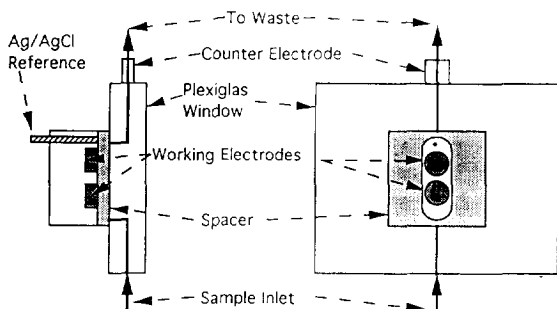 To Waste
Ag/AgCl
Reference
Counter Electrode
Plexiglas
Window
Working Electrodes
Spacer
Sample Inlet